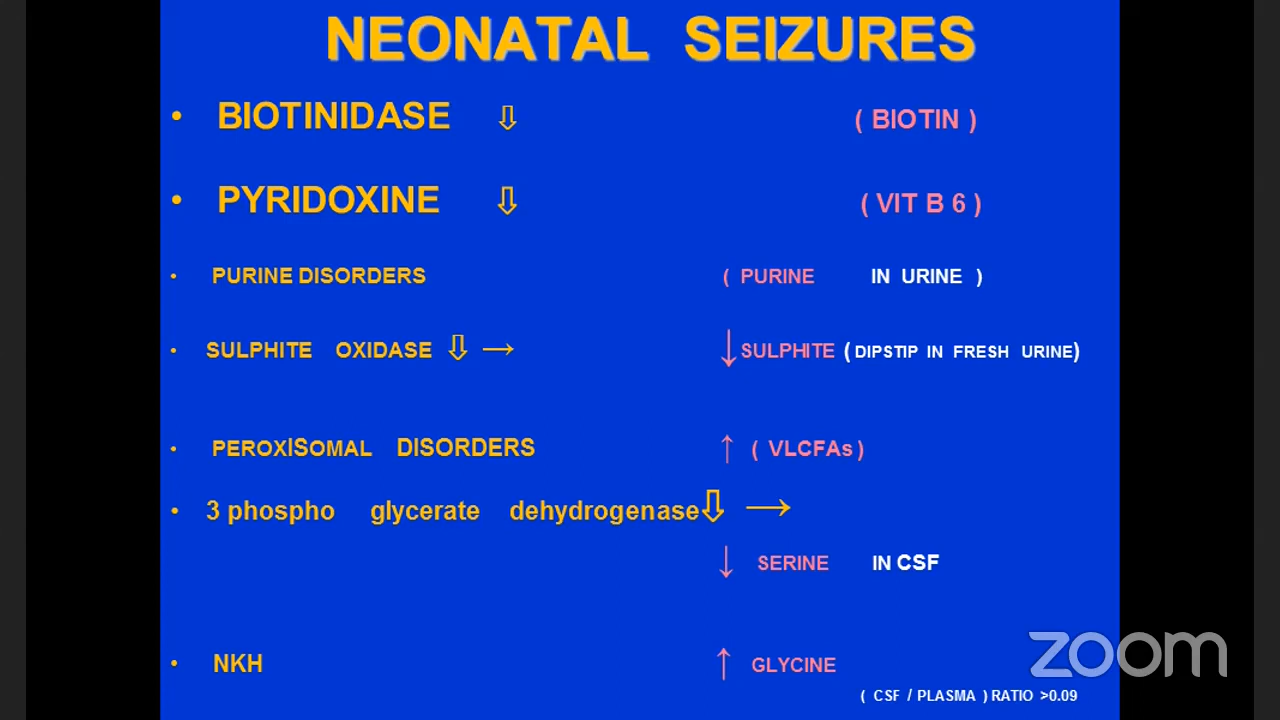 NEONATAL SEIZURES
• BIOTINIDASE ⇩ ( BIOTIN )
• PYRIDOXINE ⇩ ( VIT B 6 )
• PURINE DISORDERS ( PURINE IN URINE )
• SULPHITE OXIDASE ⇩ → ↓ SULPHITE ( DIPSTIP IN FRESH URINE)
• PEROXISOMAL DISORDERS ↑ ( VLCFAs )
• 3 phospho glycerate dehydrogenase ⇩ →
↓ SERINE IN CSF
• NKH ↑ GLYCINE
( CSF / PLASMA ) RATIO >0.09
zoom